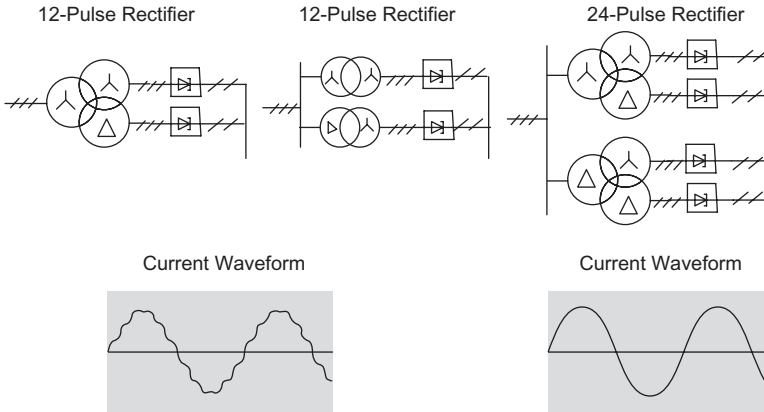 12-Pulse Rectifier
12-Pulse Rectifier
24-Pulse Rectifier
Current Waveform
Current Waveform